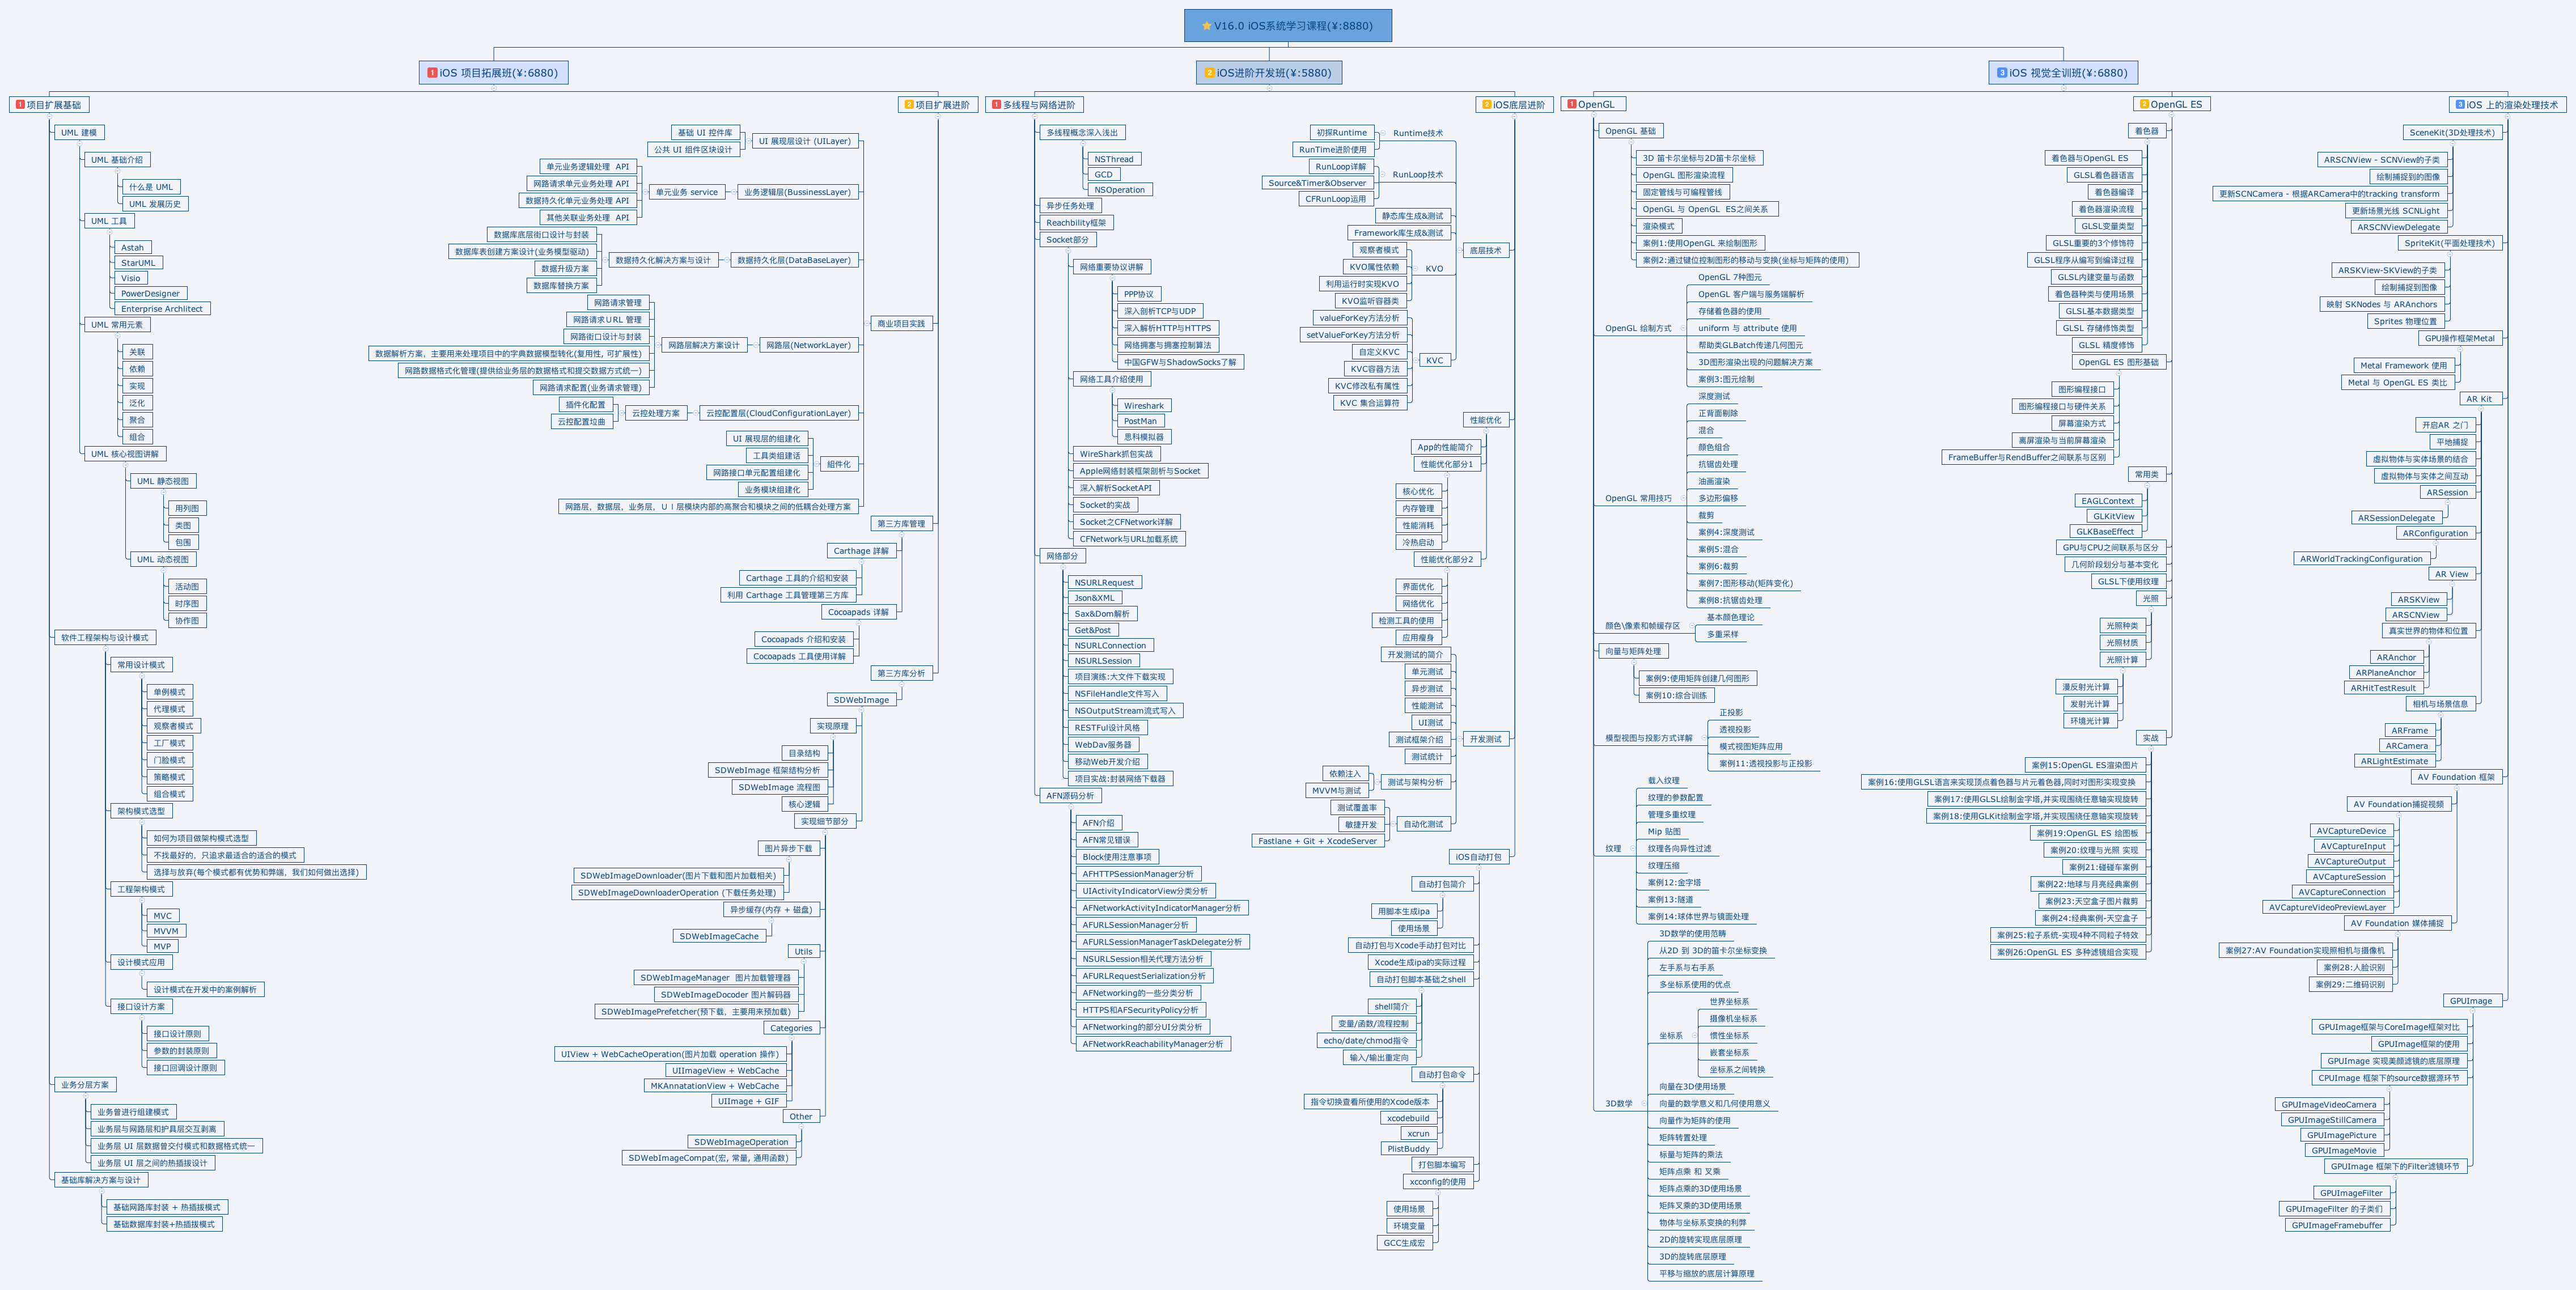 V16.0 iOS系统学习课程(¥:8880)
1 iOS 项目拓展班(¥:6880)
1 项目扩展基础
UML 建模
UML 基础介绍
什么是 UML
UML 发展历史
UML 工具
Astah
StarUML
Visio
PowerDesigner
Enterprise Archlitect
UML 常用元素
关联
依赖
实现
泛化
聚合
组合
UML 核心视图讲解
UML 静态视图
用列图
类图
包围
UML 动态视图
活动图
时序图
协作图
软件工程架构与设计模式
常用设计模式
单例模式
代理模式
观察者模式
工厂模式
门脸模式
策略模式
组合模式
架构模式选型
如何为项目做架构模式选型
不找最好的，只追求最适合的适合的模式
选择与放弃(每个模式都有优势和弊端，我们如何做出选择)
工程架构模式
MVC
MVVM
MVP
设计模式应用
设计模式在开发中的案例解析
接口设计方案
接口设计原则
参数的封装原则
接口回调设计原则
业务分层方案
业务曾进行组建模式
业务层与网路层和护具层交互剥离
业务层 UI 层数据曾交付模式和数据格式统一
业务层 UI 层之间的热插拔设计
基础库解决方案与设计
基础网路库封装 + 热插拔模式
基础数据库封装+热插拔模式
2 项目扩展进阶
商业项目实践
UI 展现层设计 (UILayer)
基础 UI 控件库
公共 UI 组件区块设计
业务逻辑层(BussinessLayer)
单元业务 service
单元业务逻辑处理  API
网路请求单元业务处理 API
数据持久化单元业务处理 API
其他关联业务处理  API
数据持久化层(DataBaseLayer)
数据持久化解决方案与设计
数据库底层街口设计与封装
数据库表创建方案设计(业务模型驱动)
数据升级方案
数据库替换方案
网路层(NetworkLayer)
网路层解决方案设计
网路请求管理
网路请求URL 管理
网路街口设计与封装
数据解析方案，主要用来处理项目中的字典数据模型转化(复用性, 可扩展性)
网路数据格式化管理(提供给业务层的数据格式和提交数据方式统一)
网路请求配置(业务请求管理)
云控配置层(CloudConfigurationLayer)
云控处理方案
插件化配置
云控配置垃曲
组件化
UI 展现层的组建化
工具类组建话
网路接口单元配置组建化
业务模块组建化
网路层，数据层，业务层，ＵＩ层模块内部的高聚合和模块之间的低耦合处理方案
第三方库管理
Carthage 詳解
Carthage 工具的介绍和安装
利用 Carthage 工具管理第三方库
Cocoapads 详解
Cocoapads 介绍和安装
Cocoapads 工具使用详解
第三方库分析
SDWebImage
实现原理
目录结构
SDWebImage 框架结构分析
SDWebImage 流程图
核心逻辑
实现细节部分
图片异步下载
SDWebImageDownloader(图片下载和图片加载相关)
SDWebImageDownloaderOperation (下载任务处理)
异步缓存(内存 + 磁盘)
SDWebImageCache
Utils
SDWebImageManager  图片加载管理器
SDWebImageDocoder 图片解码器
SDWebImagePrefetcher(预下载，主要用来预加载)
Categories
UIView + WebCacheOperation(图片加载 operation 操作)
UIImageView + WebCache
MKAnnatationView + WebCache
UIImage + GIF
Other
SDWebImageOperation
SDWebImageCompat(宏, 常量, 通用函数)
2 iOS进阶开发班(¥:5880)
1 多线程与网络进阶
多线程概念深入浅出
NSThread
GCD
NSOperation
异步任务处理
Reachbility框架
Socket部分
网络重要协议讲解
PPP协议
深入剖析TCP与UDP
深入解析HTTP与HTTPS
网络拥塞与拥塞控制算法
中国GFW与ShadowSocks了解
网络工具介绍使用
Wireshark
PostMan
思科模拟器
WireShark抓包实战
Apple网络封装框架剖析与Socket
深入解析SocketAPI
Socket的实战
Socket之CFNetwork详解
CFNetwork与URL加载系统
网络部分
NSURLRequest
Json&XML
Sax&Dom解析
Get&Post
NSURLConnection
NSURLSession
项目演练:大文件下载实现
NSFileHandle文件写入
NSOutputStream流式写入
RESTFul设计风格
WebDav服务器
移动Web开发介绍
项目实战:封装网络下载器
AFN源码分析
AFN介绍
AFN常见错误
Block使用注意事项
AFHTTPSessionManager分析
UIActivityIndicatorView分类分析
AFNetworkActivityIndicatorManager分析
AFURLSessionManager分析
AFURLSessionManagerTaskDelegate分析
NSURLSession相关代理方法分析
AFURLRequestSerialization分析
AFNetworking的一些分类分析
HTTPS和AFSecurityPolicy分析
AFNetworking的部分UI分类分析
AFNetworkReachabilityManager分析
2 iOS底层进阶
底层技术
Runtime技术
初探Runtime
RunTime进阶使用
RunLoop技术
RunLoop详解
Source&Timer&Observer
CFRunLoop运用
静态库生成&测试
Framework库生成&测试
KVO
观察者模式
KVO属性依赖
利用运行时实现KVO
KVO监听容器类
KVC
valueForKey方法分析
setValueForKey方法分析
自定义KVC
KVC容器方法
KVC修改私有属性
KVC 集合运算符
性能优化
App的性能简介
性能优化部分1
核心优化
内存管理
性能消耗
冷热启动
性能优化部分2
界面优化
网络优化
检测工具的使用
应用瘦身
开发测试
开发测试的简介
单元测试
异步测试
性能测试
UI测试
测试框架介绍
测试统计
测试与架构分析
依赖注入
MVVM与测试
自动化测试
测试覆盖率
敏捷开发
Fastlane + Git + XcodeServer
iOS自动打包
自动打包简介
用脚本生成ipa
使用场景
自动打包与Xcode手动打包对比
Xcode生成ipa的实际过程
自动打包脚本基础之shell
shell简介
变量/函数/流程控制
echo/date/chmod指令
输入/输出重定向
自动打包命令
指令切换查看所使用的Xcode版本
xcodebuild
xcrun
PlistBuddy
打包脚本编写
xcconfig的使用
使用场景
环境变量
GCC生成宏
3 iOS 视觉全训班(¥:6880)
1 OpenGL
OpenGL 基础
3D 笛卡尔坐标与2D笛卡尔坐标
OpenGL 图形渲染流程
固定管线与可编程管线
OpenGL 与 OpenGL  ES之间关系
渲染模式
案例1:使用OpenGL 来绘制图形
案例2:通过键位控制图形的移动与变换(坐标与矩阵的使用)
OpenGL 绘制方式
OpenGL 7种图元
OpenGL 客户端与服务端解析
存储着色器的使用
uniform 与 attribute 使用
帮助类GLBatch传递几何图元
3D图形渲染出现的问题解决方案
案例3:图元绘制
OpenGL 常用技巧
深度测试
正背面剔除
混合
颜色组合
抗锯齿处理
油画渲染
多边形偏移
裁剪
案例4:深度测试
案例5:混合
案例6:裁剪
案例7:图形移动(矩阵变化)
案例8:抗锯齿处理
颜色\像素和帧缓存区
基本颜色理论
多重采样
向量与矩阵处理
案例9:使用矩阵创建几何图形
案例10:综合训练
模型视图与投影方式详解
正投影
透视投影
模式视图矩阵应用
案例11:透视投影与正投影
纹理
载入纹理
纹理的参数配置
管理多重纹理
Mip 贴图
纹理各向异性过滤
纹理压缩
案例12:金字塔
案例13:隧道
案例14:球体世界与镜面处理
3D数学
3D数学的使用范畴
从2D 到 3D的笛卡尔坐标变换
左手系与右手系
多坐标系使用的优点
坐标系
世界坐标系
摄像机坐标系
惯性坐标系
嵌套坐标系
坐标系之间转换
向量在3D使用场景
向量的数学意义和几何使用意义
向量作为矩阵的使用
矩阵转置处理
标量与矩阵的乘法
矩阵点乘 和 叉乘
矩阵点乘的3D使用场景
矩阵叉乘的3D使用场景
物体与坐标系变换的利弊
2D的旋转实现底层原理
3D的旋转底层原理
平移与缩放的底层计算原理
2 OpenGL ES
着色器
着色器与OpenGL ES
GLSL着色器语言
着色器编译
着色器渲染流程
GLSL变量类型
GLSL重要的3个修饰符
GLSL程序从编写到编译过程
GLSL内建变量与函数
着色器种类与使用场景
GLSL基本数据类型
GLSL 存储修饰类型
GLSL 精度修饰
OpenGL ES 图形基础
图形编程接口
图形编程接口与硬件关系
屏幕渲染方式
离屏渲染与当前屏幕渲染
FrameBuffer与RendBuffer之间联系与区别
常用类
EAGLContext
GLKitView
GLKBaseEffect
GPU与CPU之间联系与区分
几何阶段划分与基本变化
GLSL下使用纹理
光照
光照种类
光照材质
光照计算
漫反射光计算
发射光计算
环境光计算
实战
案例15:OpenGL ES渲染图片
案例16:使用GLSL语言来实现顶点着色器与片元着色器,同时对图形实现变换
案例17:使用GLSL绘制金字塔,并实现围绕任意轴实现旋转
案例18:使用GLKit绘制金字塔,并实现围绕任意轴实现旋转
案例19:OpenGL ES 绘图板
案例20:纹理与光照 实现
案例21:碰碰车案例
案例22:地球与月亮经典案例
案例23:天空盒子图片裁剪
案例24:经典案例-天空盒子
案例25:粒子系统-实现4种不同粒子特效
案例26:OpenGL ES 多种滤镜组合实现
3 iOS 上的渲染处理技术
SceneKit(3D处理技术)
ARSCNView - SCNView的子类
绘制捕捉到的图像
更新SCNCamera - 根据ARCamera中的tracking transform
更新场景光线 SCNLight
ARSCNViewDelegate
SpriteKit(平面处理技术)
ARSKView-SKView的子类
绘制捕捉到图像
映射 SKNodes 与 ARAnchors
Sprites 物理位置
GPU操作框架Metal
Metal Framework 使用
Metal 与 OpenGL ES 类比
AR Kit
开启AR 之门
平地捕捉
虚拟物体与实体场景的结合
虚拟物体与实体之间互动
ARSession
ARSessionDelegate
ARConfiguration
ARWorldTrackingConfiguration
AR View
ARSKView
ARSCNView
真实世界的物体和位置
ARAnchor
ARPlaneAnchor
ARHitTestResult
相机与场景信息
ARFrame
ARCamera
ARLightEstimate
AV Foundation 框架
AV Foundation捕捉视频
AVCaptureDevice
AVCaptureInput
AVCaptureOutput
AVCaptureSession
AVCaptureConnection
AVCaptureVideoPreviewLayer
AV Foundation 媒体捕捉
案例27:AV Foundation实现照相机与摄像机
案例28:人脸识别
案例29:二维码识别
GPUImage
GPUImage框架与CoreImage框架对比
GPUImage框架的使用
GPUImage 实现美颜滤镜的底层原理
CPUImage 框架下的source数据源环节
GPUImageVideoCamera
GPUImageStillCamera
GPUImagePicture
GPUImageMovie
GPUImage 框架下的Filter滤镜环节
GPUImageFilter
GPUImageFilter 的子类们
GPUImageFramebuffer